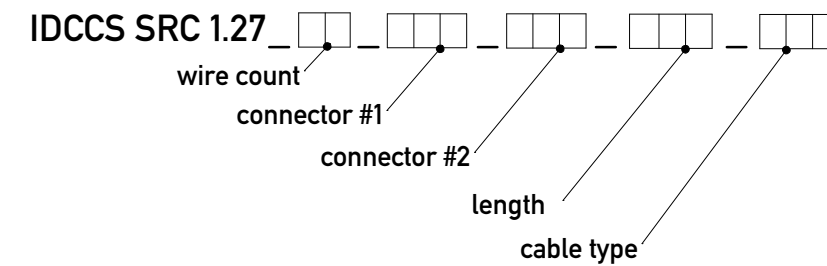 IDCCS SRC 1.27_ _ _ _ _
wire count
connector #1
connector #2
length
cable type